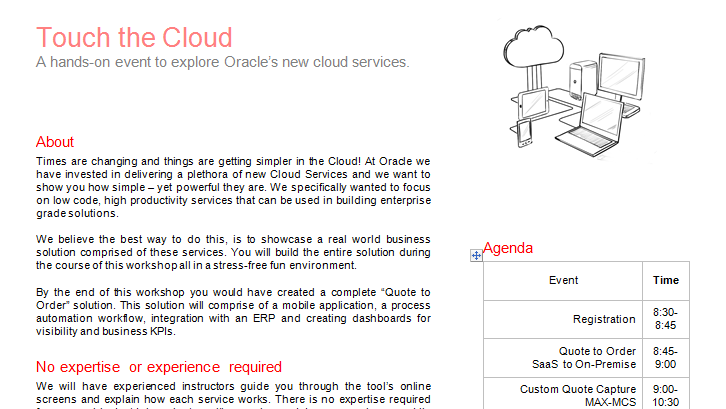 Touch the Cloud
A hands-on event to explore Oracle's new cloud services.
About
Times are changing and things are getting simpler in the Cloud! At Oracle we
have invested in delivering a plethora of new Cloud Services and we want to
show you how simple – yet powerful they are. We specifically wanted to focus
on low code, high productivity services that can be used in building enterprise
grade solutions.
We believe the best way to do this, is to showcase a real world business
solution comprised of these services. You will build the entire solution during
the course of this workshop all in a stress-free fun environment.
By the end of this workshop you would have created a complete “Quote to
Order” solution. This solution will comprise of a mobile application, a process
automation workflow, integration with an ERP and creating dashboards for
visibility and business KPIs.
No expertise or experience required
We will have experienced instructors guide you through the tool's online
screens and explain how each service works. There is no expertise required
Agenda
Event Time
Registration 8:30-
8:45
Quote to Order 8:45-
SaaS to On-Premise 9:00
Custom Quote Capture 9:00-
MAX-MCS 10:30